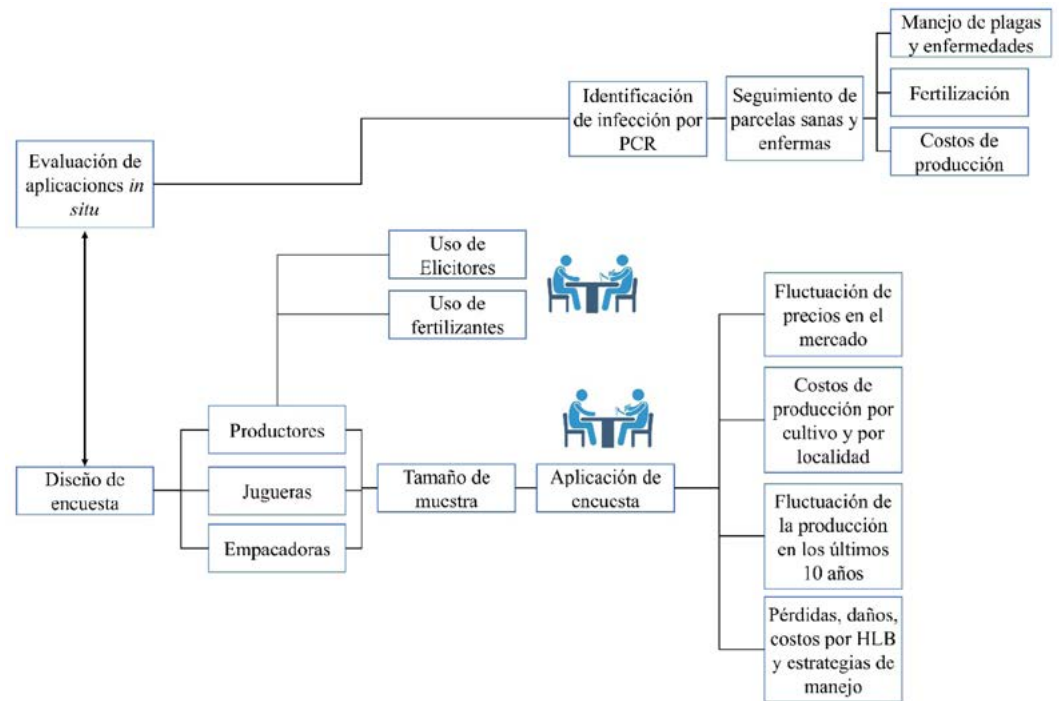 Manejo de plagas
y enfermedades
Identificación
de infección por
PCR
Seguimiento de
parcelas sanas y
enfermas
Fertilización
Costos de
producción
Evaluación de
aplicaciones in
situ
Uso de
Elicitores
Uso de
fertilizantes
Fluctuación de
precios en el
mercado
Costos de
producción por
cultivo y por
localidad
Productores
Diseño de
encuesta
Jugueras
Tamaño de
muestra
Aplicación de
encuesta
Empacadoras
Fluctuación de
la producción
en los últimos
10 años
Pérdidas, daños,
costos por HLB
y estrategias de
manejo